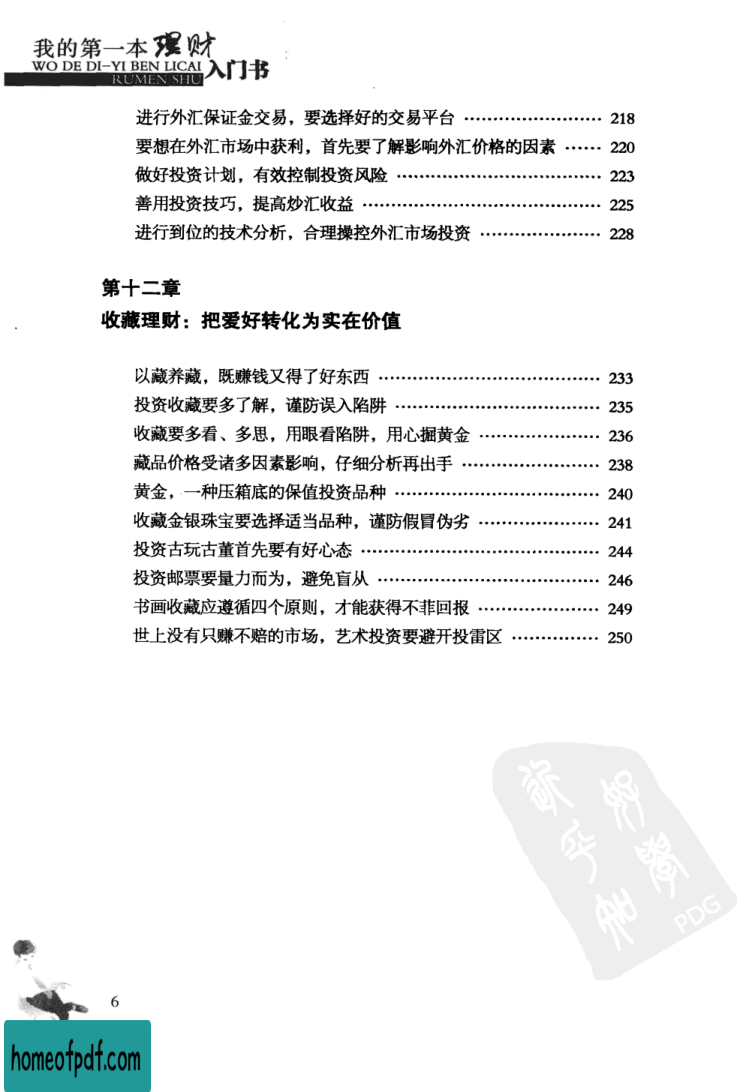 我的第一本理财
WO DE DI-YI BEN LICAI
RUMEN SHU
入门书
进行外汇保证金交易，要选择好的交易平台 ························ 218
要想在外汇市场中获利，首先要了解影响外汇价格的因素 ······ 220
做好投资计划，有效控制投资风险 ··································· 223
善用投资技巧，提高炒汇收益 ········································· 225
进行到位的技术分析，合理操控外汇市场投资 ····················· 228
第十二章
收藏理财：把爱好转化为实在价值
以藏养藏，既赚钱又得了好东西 ······································ 233
投资收藏要多了解，谨防误入陷阱 ··································· 235
收藏要多看、多思，用眼看陷阱，用心掘黄金 ····················· 236
藏品价格受诸多因素影响，仔细分析再出手 ························ 238
黄金，一种压箱底的保值投资品种 ··································· 240
收藏金银珠宝要选择适当品种，谨防假冒伪劣 ····················· 241
投资古玩古董首先要有好心态 ········································· 244
投资邮票要量力而为，避免盲从 ······································ 246
书画收藏应遵循四个原则，才能获得不菲回报 ····················· 249
世上没有只赚不赔的市场，艺术投资要避开投雷区 ··············· 250
PDG
6
homeofpdf.com